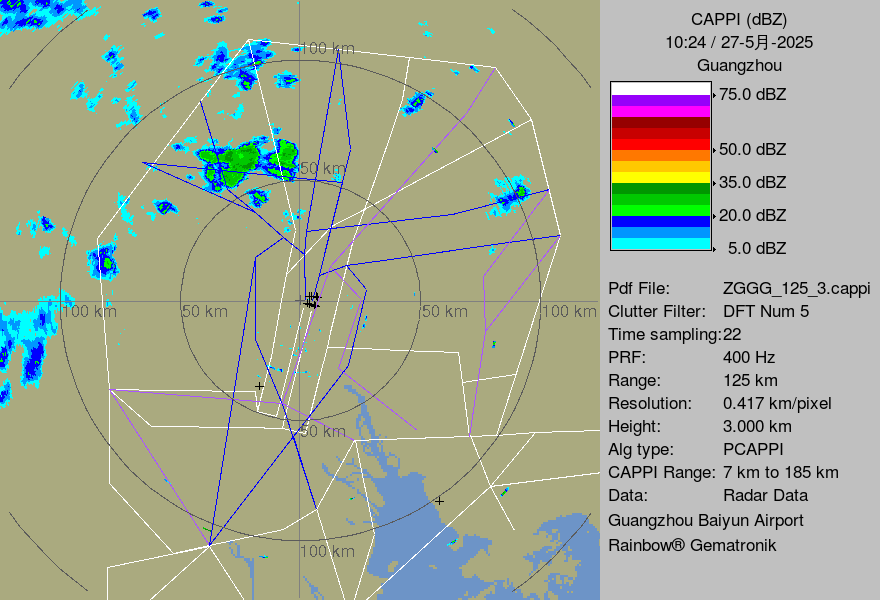 CAPPI (dBZ)
10:24 / 27-5月-2025
Guangzhou
75.0 dBZ
50.0 dBZ
35.0 dBZ
20.0 dBZ
5.0 dBZ
Pdf File: ZGGG_125_3.cappi
Clutter Filter: DFT Num 5
Time sampling:22
PRF: 400 Hz
Range: 125 km
Resolution: 0.417 km/pixel
Height: 3.000 km
Alg type: PCAPPI
CAPPI Range: 7 km to 185 km
Data: Radar Data
Guangzhou Baiyun Airport
Rainbow® Gematronik
100 km
50 km
100 km
50 km
50 km
100 km
50 km
100 km